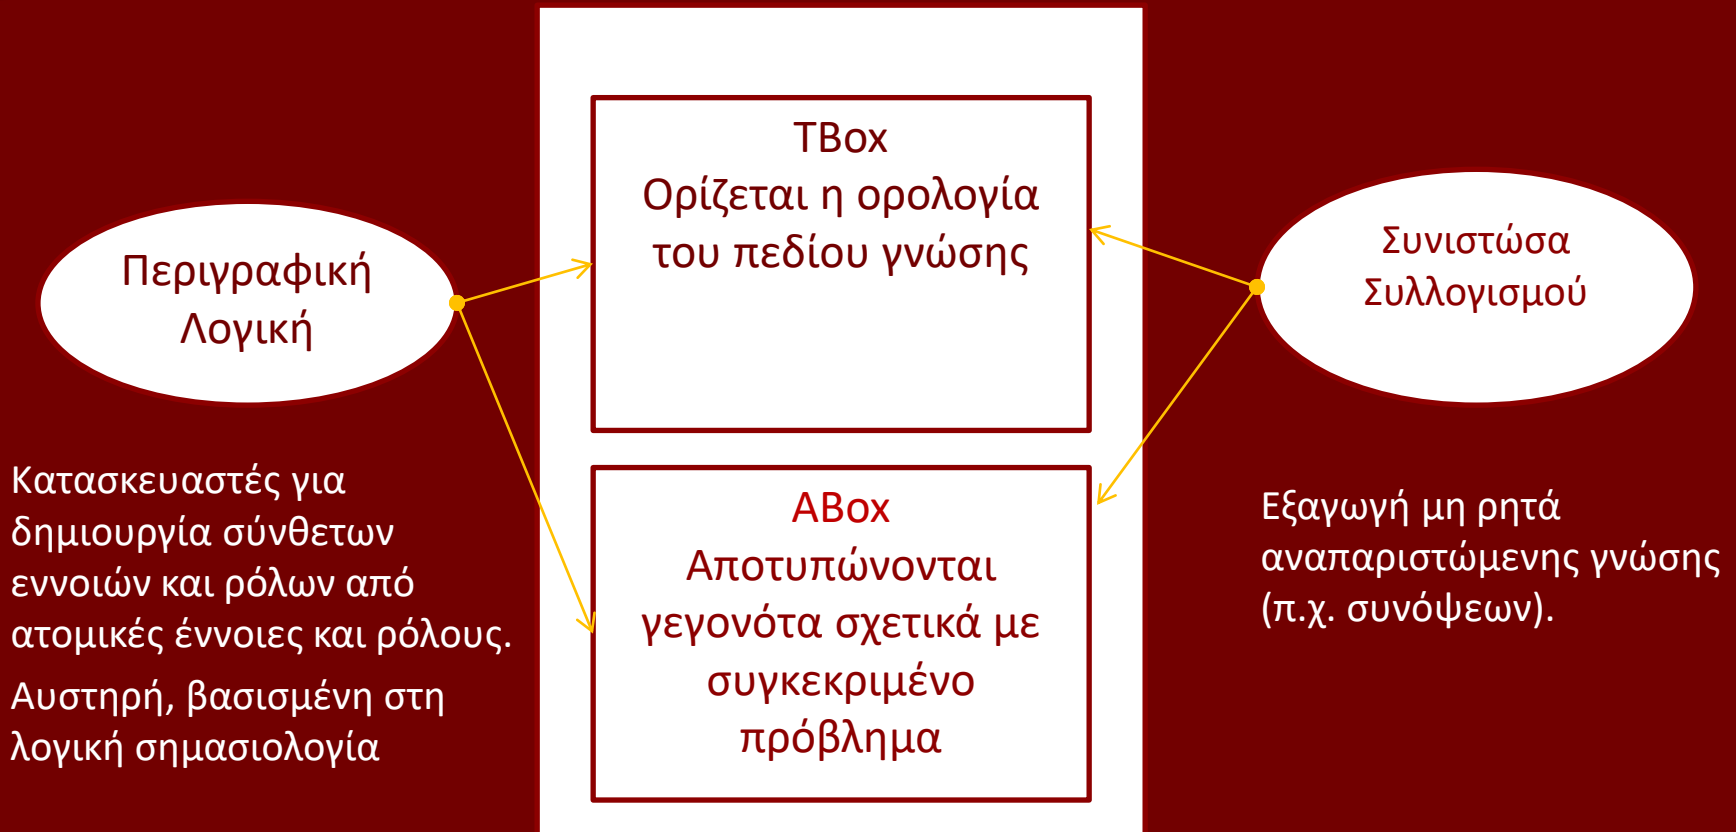 Περιγραφική
Λογική
Κατασκευαστές για
δημιουργία σύνθετων
εννοιών και ρόλων από
ατομικές έννοιες και ρόλους.
Αυστηρή, βασισμένη στη
λογική σημασιολογία
TBox
Ορίζεται η ορολογία
του πεδίου γνώσης
ABox
Αποτυπώνονται
γεγονότα σχετικά με
συγκεκριμένο
πρόβλημα
Συνιστώσα
Συλλογισμού
Εξαγωγή μη ρητά
αναπαριστώμενης γνώσης
(π.χ. συνόψεων).